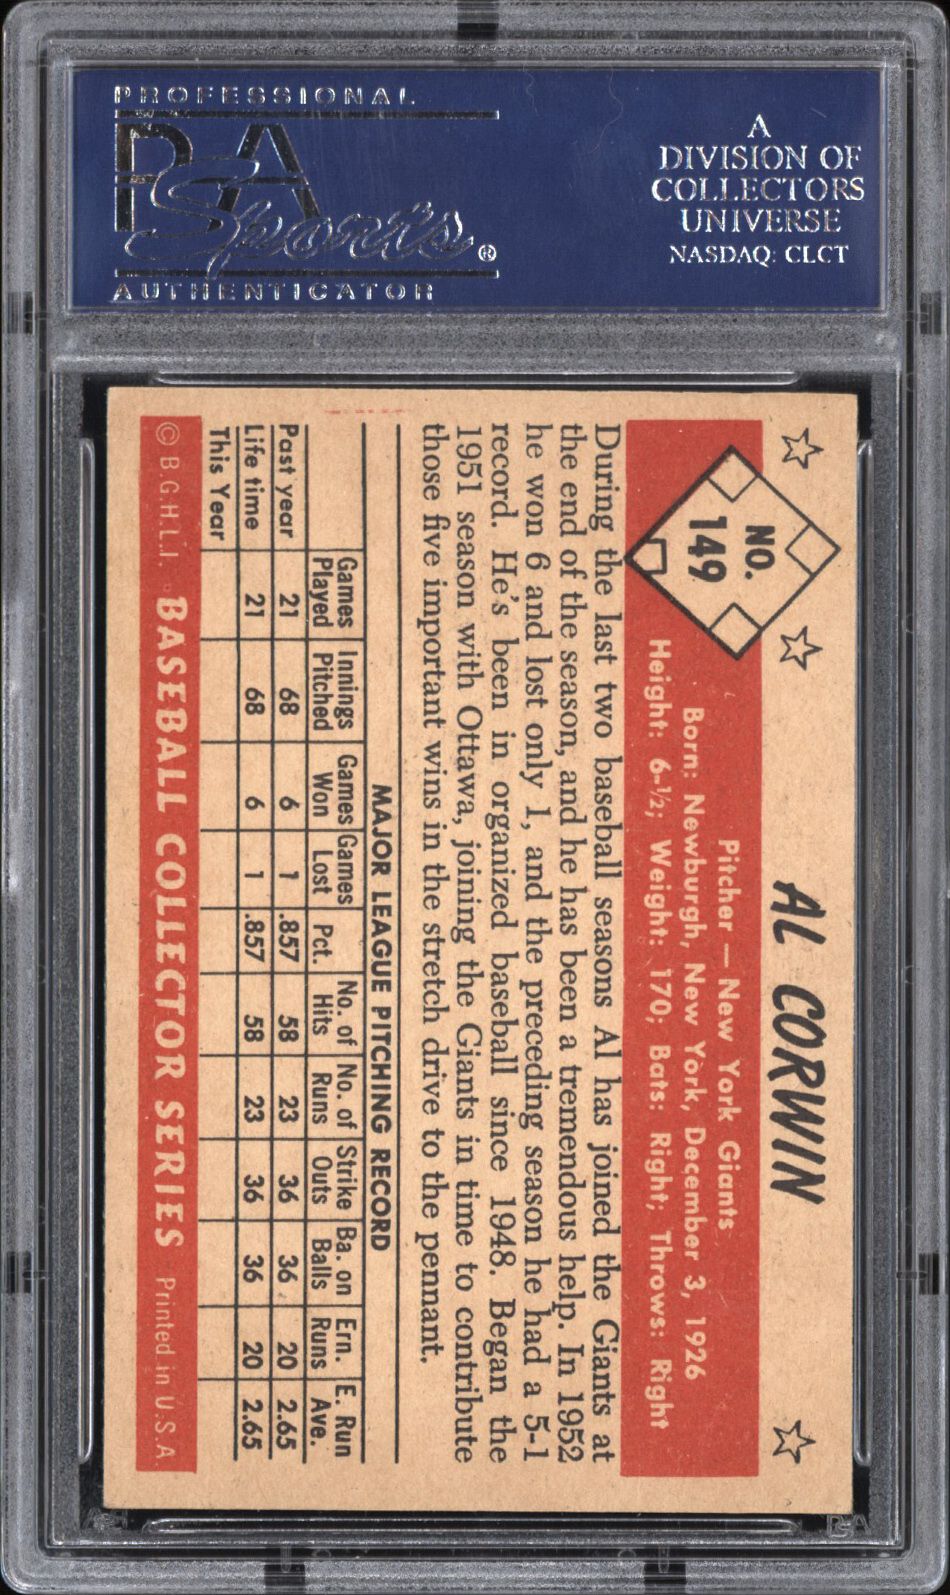 PROFESSIONAL
PSA
Sports®
AUTHENTICATOR
A
DIVISION OF
COLLECTORS
UNIVERSE
NASDAQ: CLCT
NO.
149
AL CORWIN
Pitcher — New York Giants
Born: Newburgh, New York, December 3, 1926
Height: 6-½; Weight: 170; Bats: Right; Throws: Right
During the last two baseball seasons Al has joined the Giants at
the end of the season, and he has been a tremendous help. In 1952
he won 6 and lost only 1, and the preceding season he had a 5-1
record. He's been in organized baseball since 1948. Began the
1951 season with Ottawa, joining the Giants in time to contribute
those five important wins in the stretch drive to the pennant.
MAJOR LEAGUE PITCHING RECORD
Games Innings Games Games No. of No. of Strike Ba. on Ern. E. Run
Played Pitched Won Lost Pct. Hits Runs Outs Balls Runs Ave.
Past year 21 68 6 1 .857 58 23 36 36 20 2.65
Life time 21 68 6 1 .857 58 23 36 36 20 2.65
This Year
© B.G.H.L.I. BASEBALL COLLECTOR SERIES Printed in U.S.A
PSA